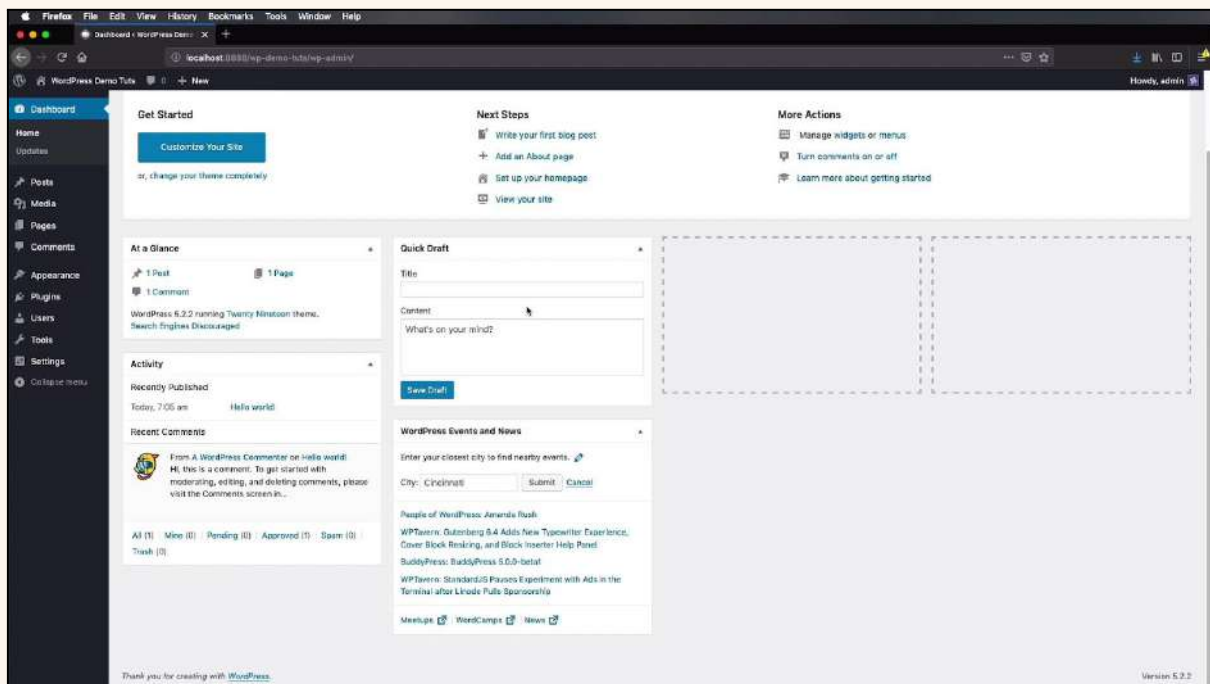 Firefox File Edit View History Bookmarks Tools Window Help
Dashboard ‹ WordPress Demo
localhost:8888/wp-demo-tuts/wp-admin/
WordPress Demo Tuts 0 + New
Howdy, admin
Dashboard
Home
Updates
Posts
Media
Pages
Comments
Appearance
Plugins
Users
Tools
Settings
Collapse menu
Get Started
Customize Your Site
or, change your theme completely
Next Steps
Write your first blog post
Add an About page
Set up your homepage
View your site
More Actions
Manage widgets or menus
Turn comments on or off
Learn more about getting started
At a Glance
1 Post 1 Page
1 Comment
WordPress 5.2.2 running Twenty Nineteen theme.
Search Engines Discouraged
Activity
Recently Published
Today, 7:05 am Hello world!
Recent Comments
From A WordPress Commenter on Hello world!
Hi, this is a comment. To get started with
moderating, editing, and deleting comments, please
visit the Comments screen in...
All (1) | Mine (0) | Pending (0) | Approved (1) | Spam (0) |
Trash (0)
Quick Draft
Title
Content
What's on your mind?
Save Draft
WordPress Events and News
Enter your closest city to find nearby events.
City: Cincinnati Submit Cancel
People of WordPress: Amanda Rush
WPTavern: Gutenberg 6.4 Adds New Typewriter Experience,
Cover Block Resizing, and Block Inserter Help Panel
BuddyPress: BuddyPress 5.0.0-beta1
WPTavern: StandardJS Pauses Experiment with Ads in the
Terminal after Linode Pulls Sponsorship
Meetups | WordCamps | News
Thank you for creating with WordPress.
Version 5.2.2